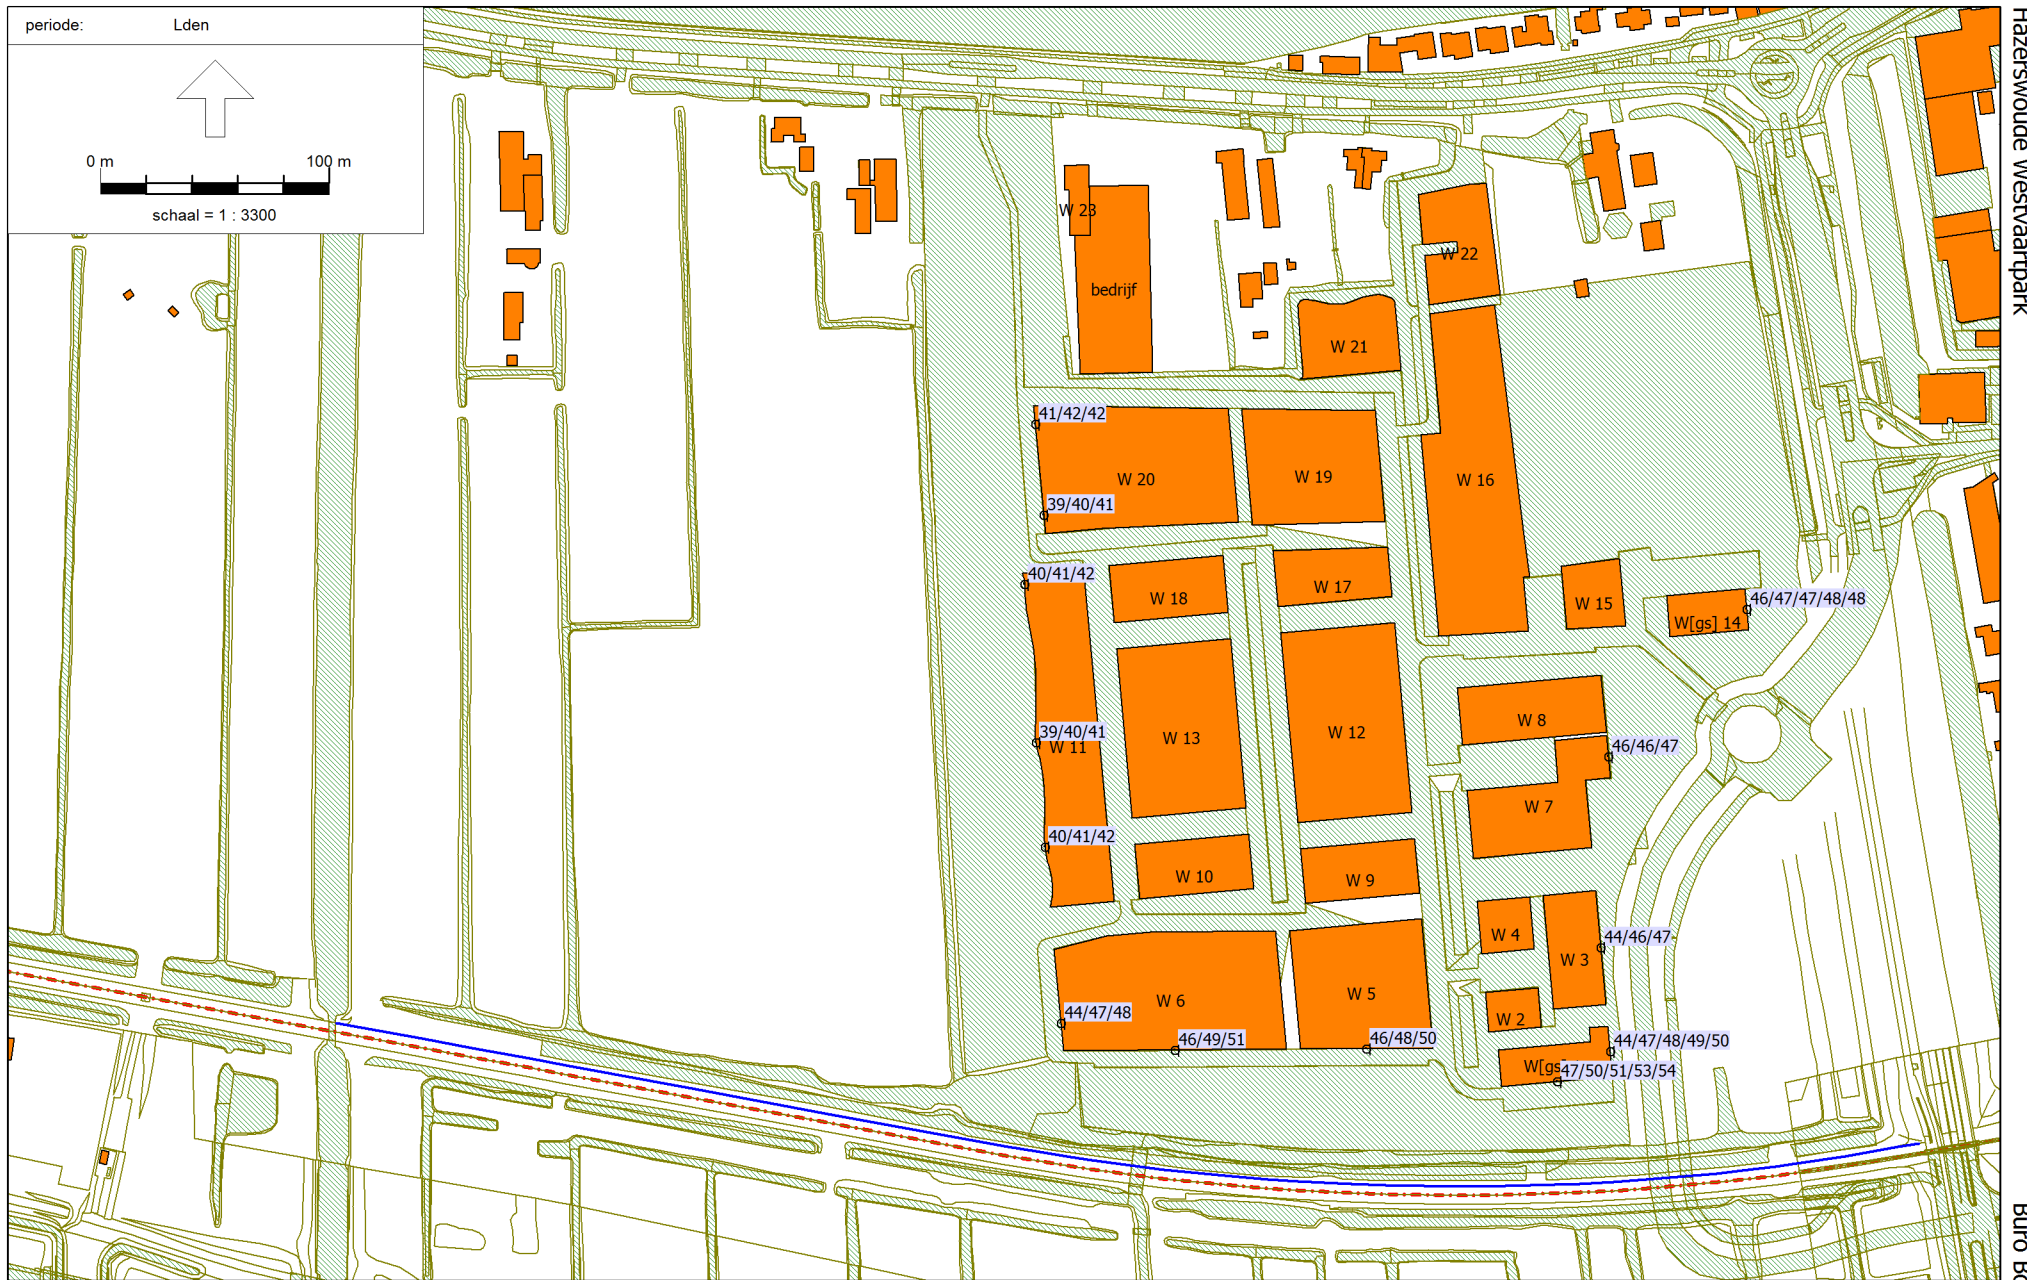 periode: Lden
0 m 100 m
schaal = 1 : 3300
Hazerswoude Westvaartpark
W 23
W 22
bedrijf
W 21
41/42/42
W 20
W 19
W 16
39/40/41
40/41/42
W 18
W 17
W 15
46/47/47/48/48
W[gs] 14
W 8
39/40/41
W 11
W 13
W 12
46/46/47
W 7
40/41/42
W 10
W 9
W 4
44/46/47
W 3
W 6
W 5
44/47/48
W 2
46/49/51
46/48/50
44/47/48/49/50
W[gs
47/50/51/53/54
Buro